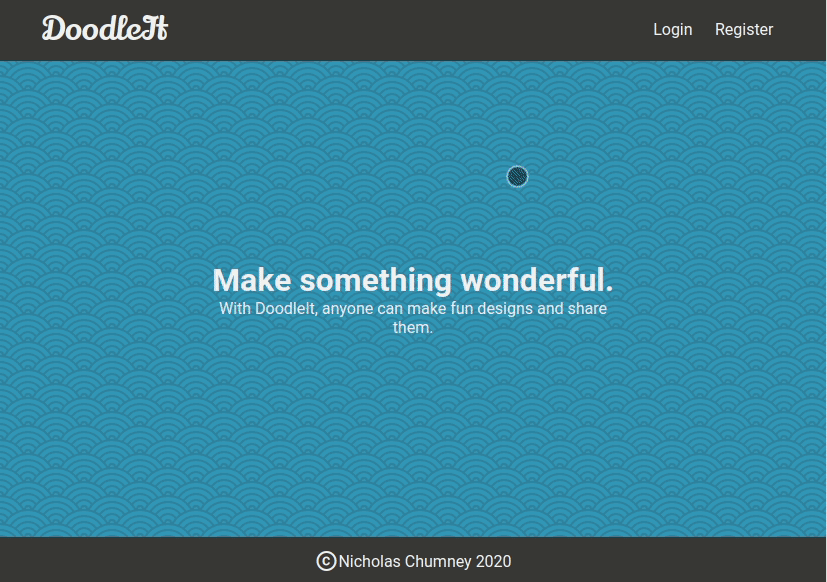 DoodleIt
Login Register
Make something wonderful.
With DoodleIt, anyone can make fun designs and share
them.
©Nicholas Chumney 2020